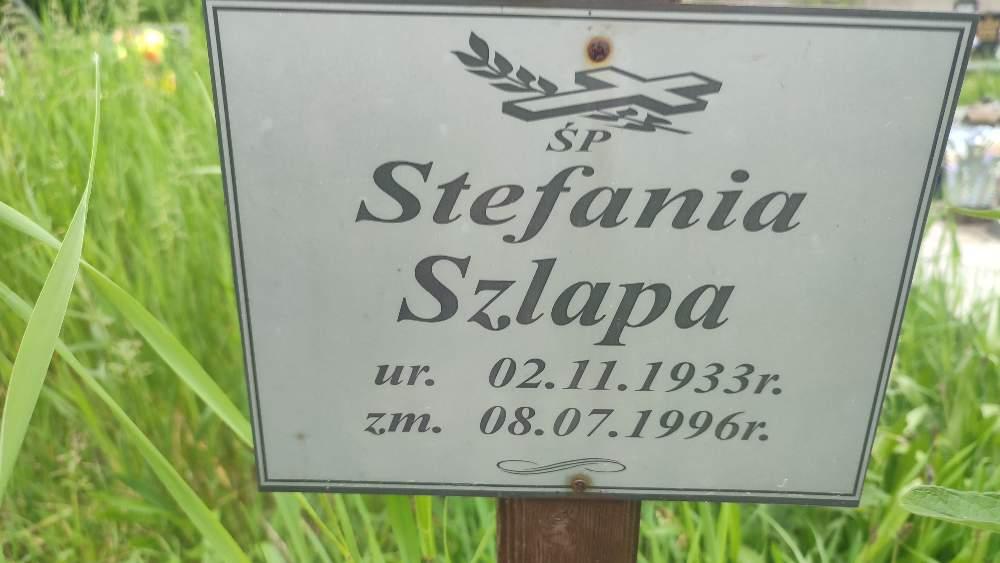 ŚP
Stefania
Szlapa
ur. 02.11.1933r.
zm. 08.07.1996r.